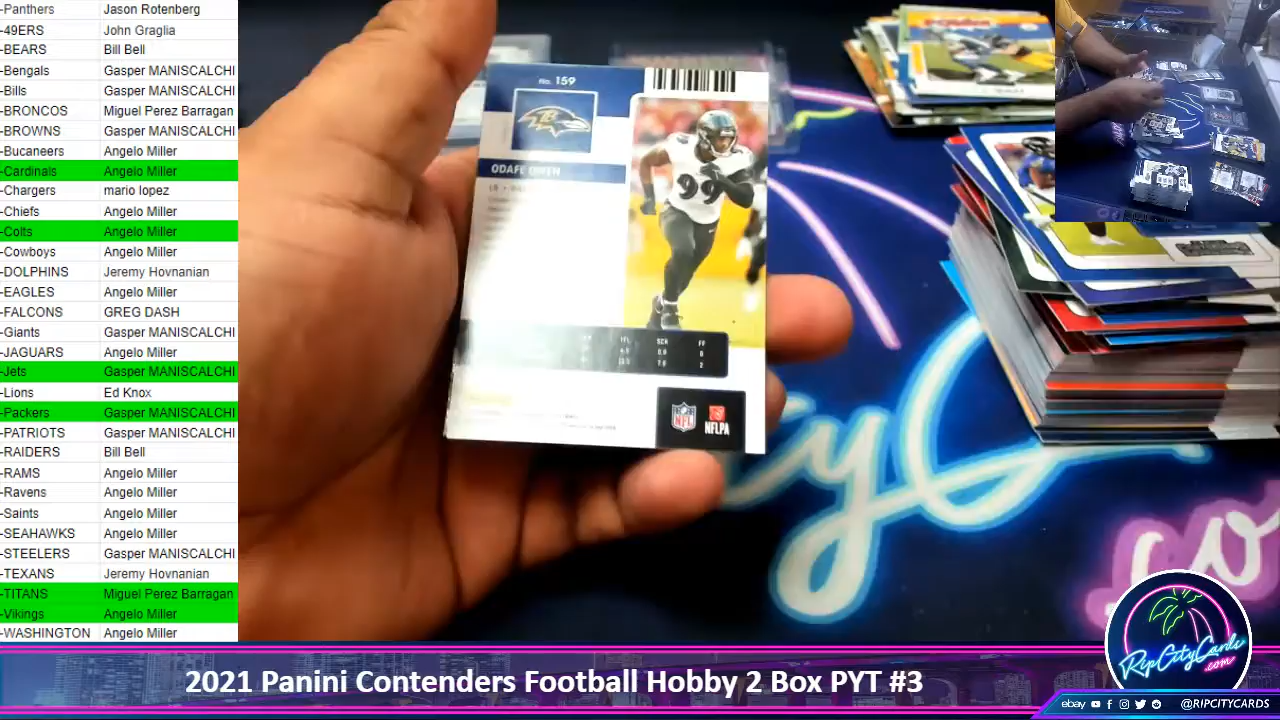 -Panthers Jason Rotenberg
-49ERS John Graglia
-BEARS Bill Bell
-Bengals Gasper MANISCALCHI
-Bills Gasper MANISCALCHI
-BRONCOS Miguel Perez Barragan
-BROWNS Gasper MANISCALCHI
-Bucaneers Angelo Miller
-Cardinals Angelo Miller
-Chargers mario lopez
-Chiefs Angelo Miller
-Colts Angelo Miller
-Cowboys Angelo Miller
-DOLPHINS Jeremy Hovnanian
-EAGLES Angelo Miller
-FALCONS GREG DASH
-Giants Gasper MANISCALCHI
-JAGUARS Angelo Miller
-Jets Gasper MANISCALCHI
-Lions Ed Knox
-Packers Gasper MANISCALCHI
-PATRIOTS Gasper MANISCALCHI
-RAIDERS Bill Bell
-RAMS Angelo Miller
-Ravens Angelo Miller
-Saints Angelo Miller
-SEAHAWKS Angelo Miller
-STEELERS Gasper MANISCALCHI
-TEXANS Jeremy Hovnanian
-TITANS Miguel Perez Barragan
-Vikings Angelo Miller
-WASHINGTON Angelo Miller
No. 159
B
ODAFE OWEH
99
SCK FF
NFL
NFLPA
RipCityCards
.com
2021 Panini Contenders Football Hobby 2 Box PYT #3
ebay @RIPCITYCARDS